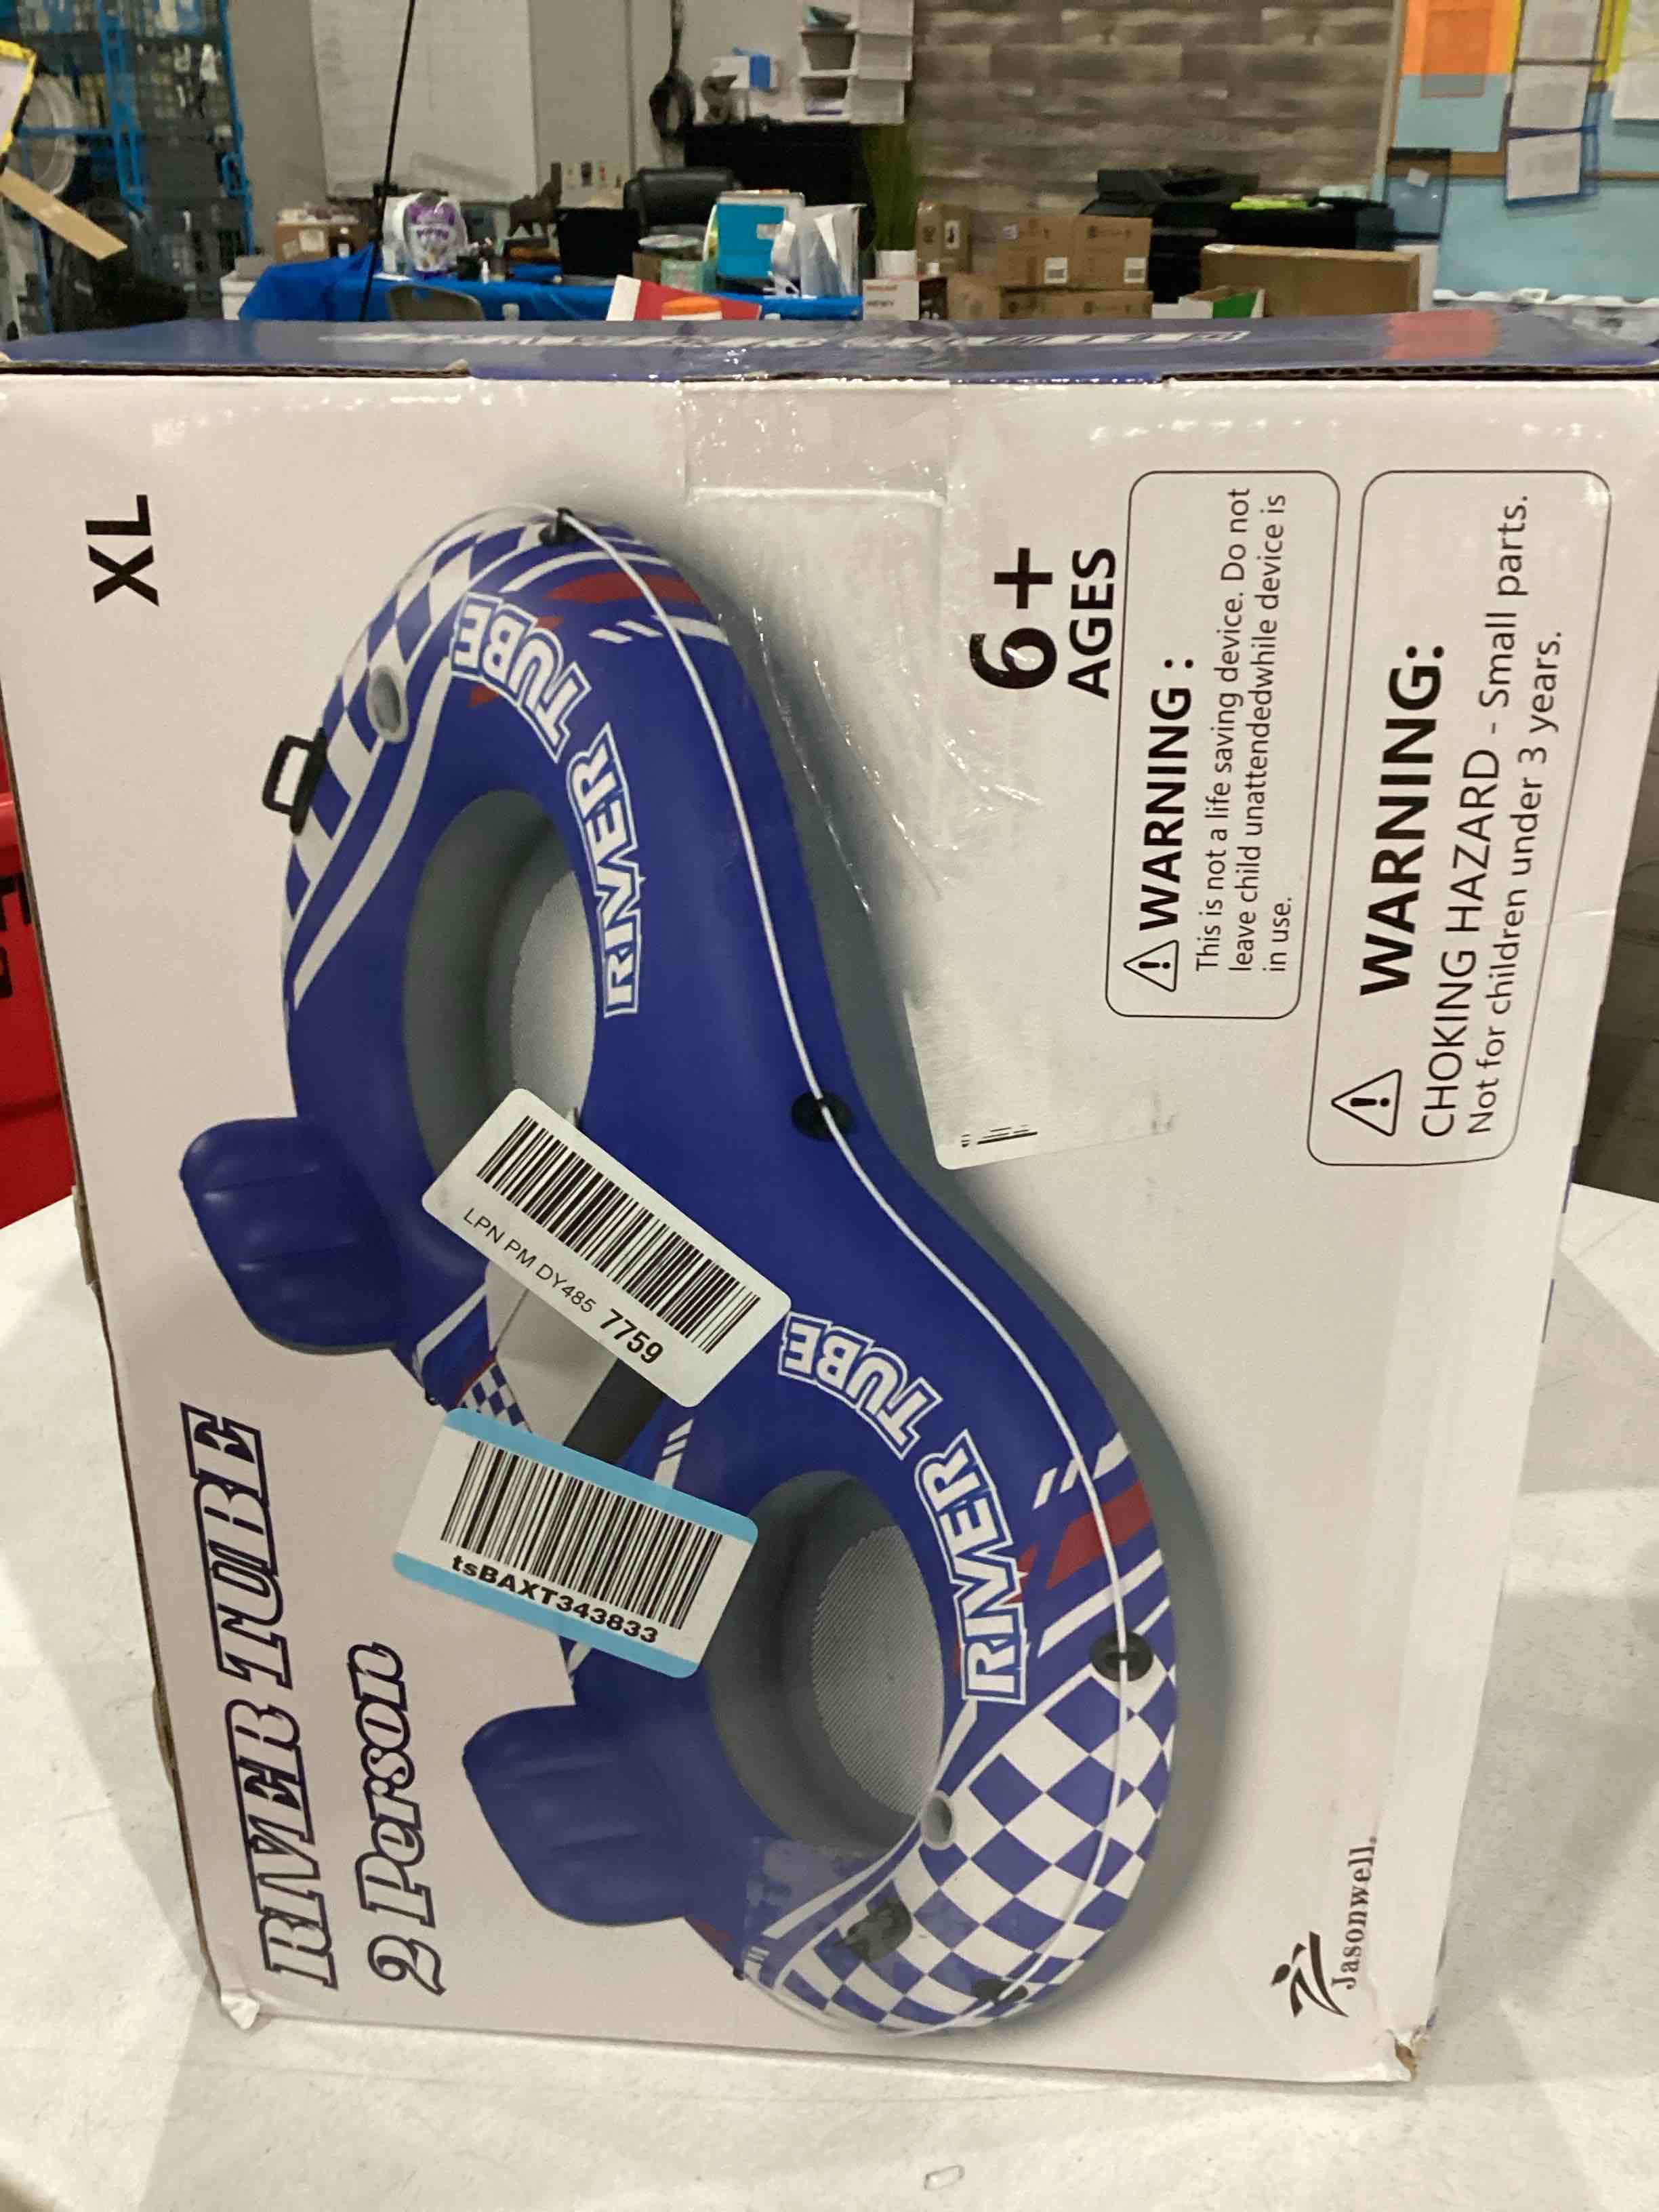 XL
RIVER TUBE
2 Person
RIVER TUBE
RIVER TUBE
LPN PM DY485 7759
tsBAXT343833
6+
AGES
WARNING :
This is not a life saving device. Do not
leave child unattendedwhile device is
in use.
WARNING:
CHOKING HAZARD - Small parts.
Not for children under 3 years.
Jasonwell